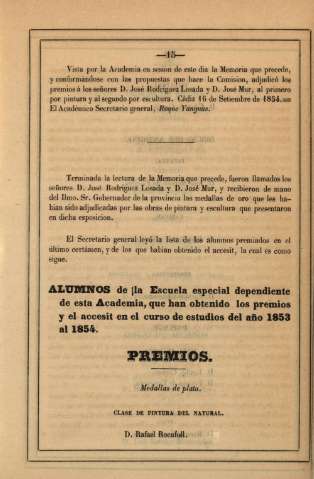 —15—
Vista por la Academia en sesion de este dia la Memoria que precede,
y conformándose con las propuestas que hace la Comision, adjudicó los
premios á los señores D. José Rodriguez Losada y D. José Mur, al primero
por pintura y al segundo por escultura. Cádiz 16 de Setiembre de 1854.
El Académico Secretario general, Roque Yanguas.
Terminada la lectura de la Memoria que precede, fueron llamados los
señores D. José Rodriguez Losada y D. José Mur, y recibieron de mano
del Ilmo. Sr. Gobernador de la provincia las medallas de oro que les ha-
bian sido adjudicadas por las obras de pintura y escultura que presentaron
en dicha esposicion.
El Secretario general leyó la lista de los alumnos premiados en el
último certámen, y de los que habian obtenido el accesit, la cual es como
sigue.
ALUMNOS de la Escuela especial dependiente
de esta Academia, que han obtenido los premios
y el accesit en el curso de estudios del año 1853
al 1854.
PREMIOS.
Medallas de plata.
CLASE DE PINTURA DEL NATURAL.
D. Rafael Rocafull.